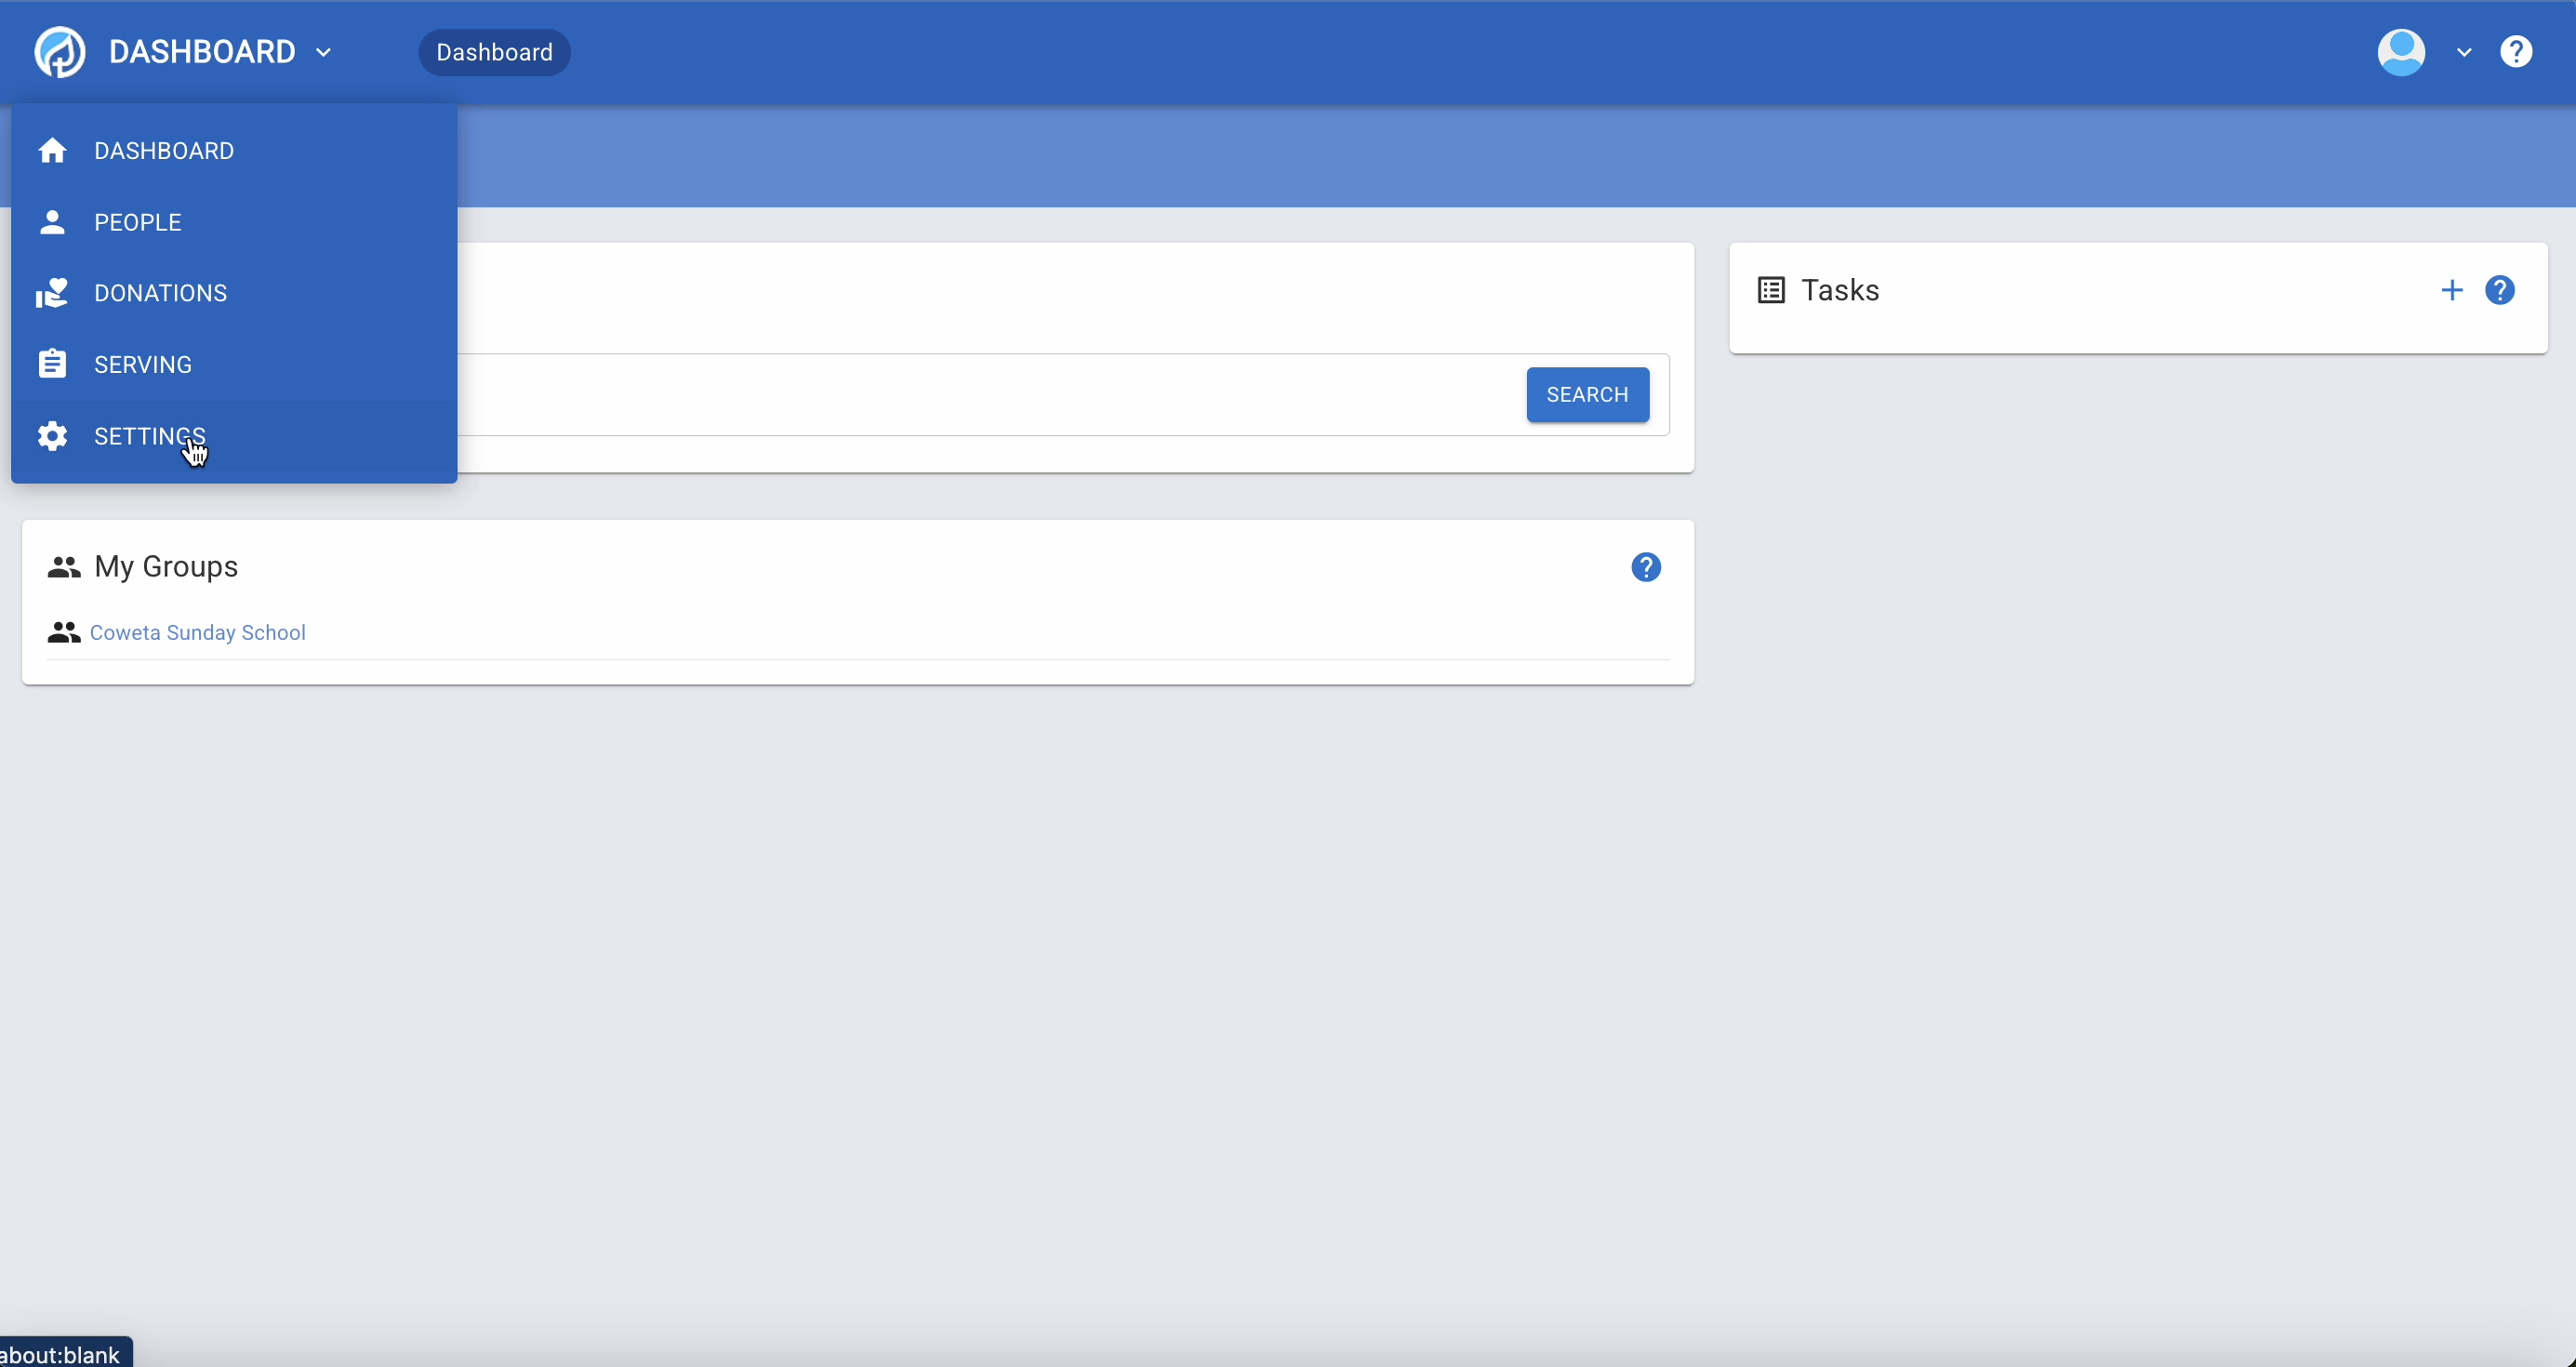 DASHBOARD
Dashboard
DASHBOARD
PEOPLE
DONATIONS
SERVING
SETTINGS
SEARCH
Tasks
My Groups
Coweta Sunday School
about:blank